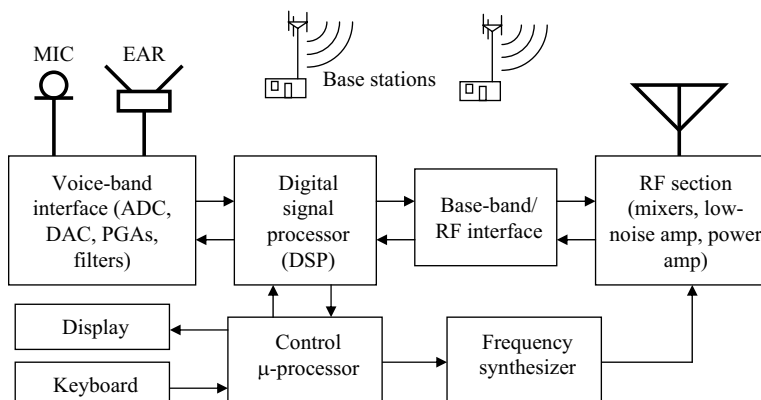 MIC
EAR
Base stations
Voice-band
interface (ADC,
DAC, PGAs,
filters)
Digital
signal
processor
(DSP)
Base-band/
RF interface
RF section
(mixers, low-
noise amp, power
amp)
Display
Keyboard
Control
μ-processor
Frequency
synthesizer